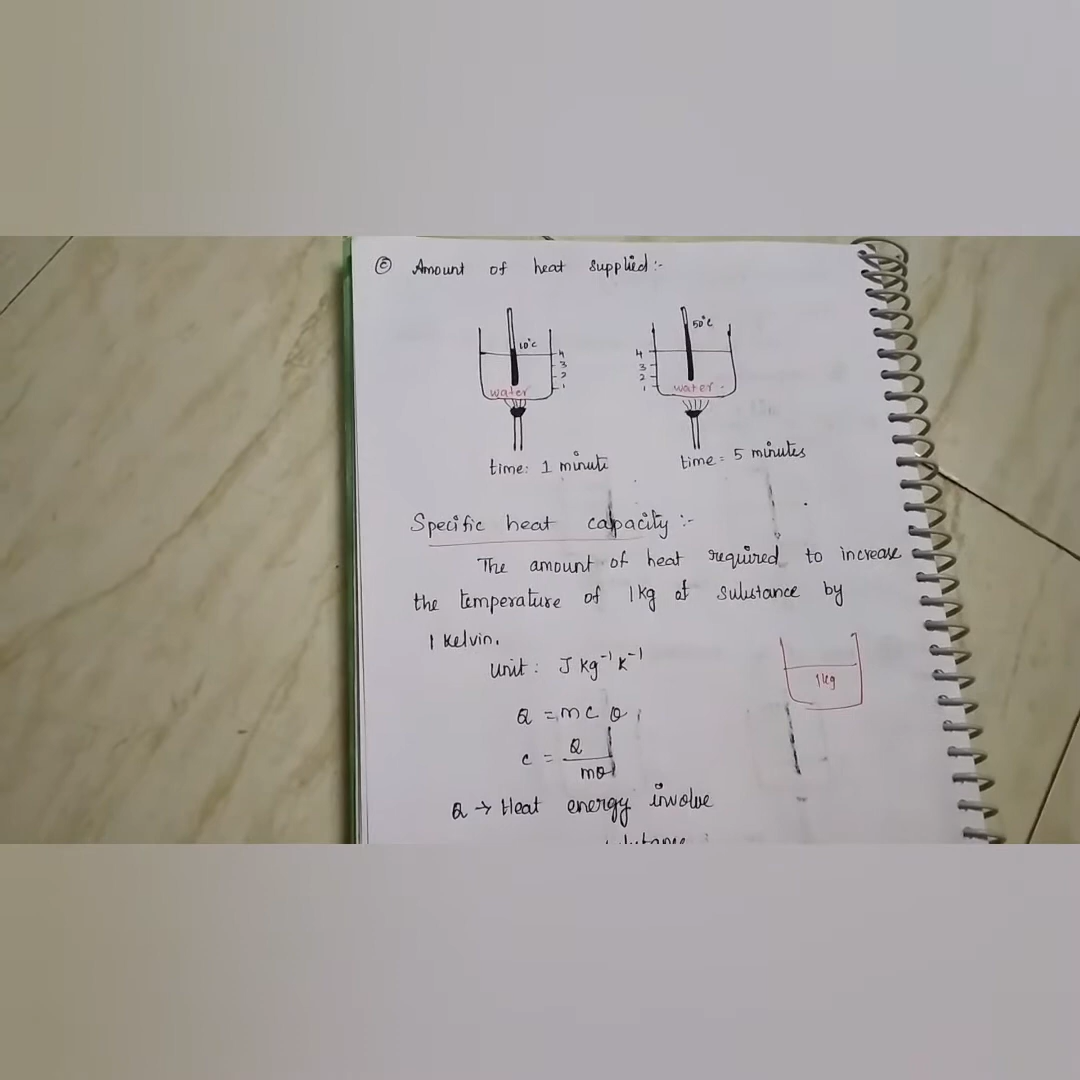 © Amount of heat supplied :-
10°c 50°c
4 4
3 3
2 2
1 1
water water
time: 1 minute time = 5 minutes
Specific heat capacity :-
The amount of heat required to increase
the temperature of 1kg of substance by
1 Kelvin.
Unit : J Kg⁻¹ K⁻¹
1kg
Q = m c θ
c = Q / mθ
Q → Heat energy involve